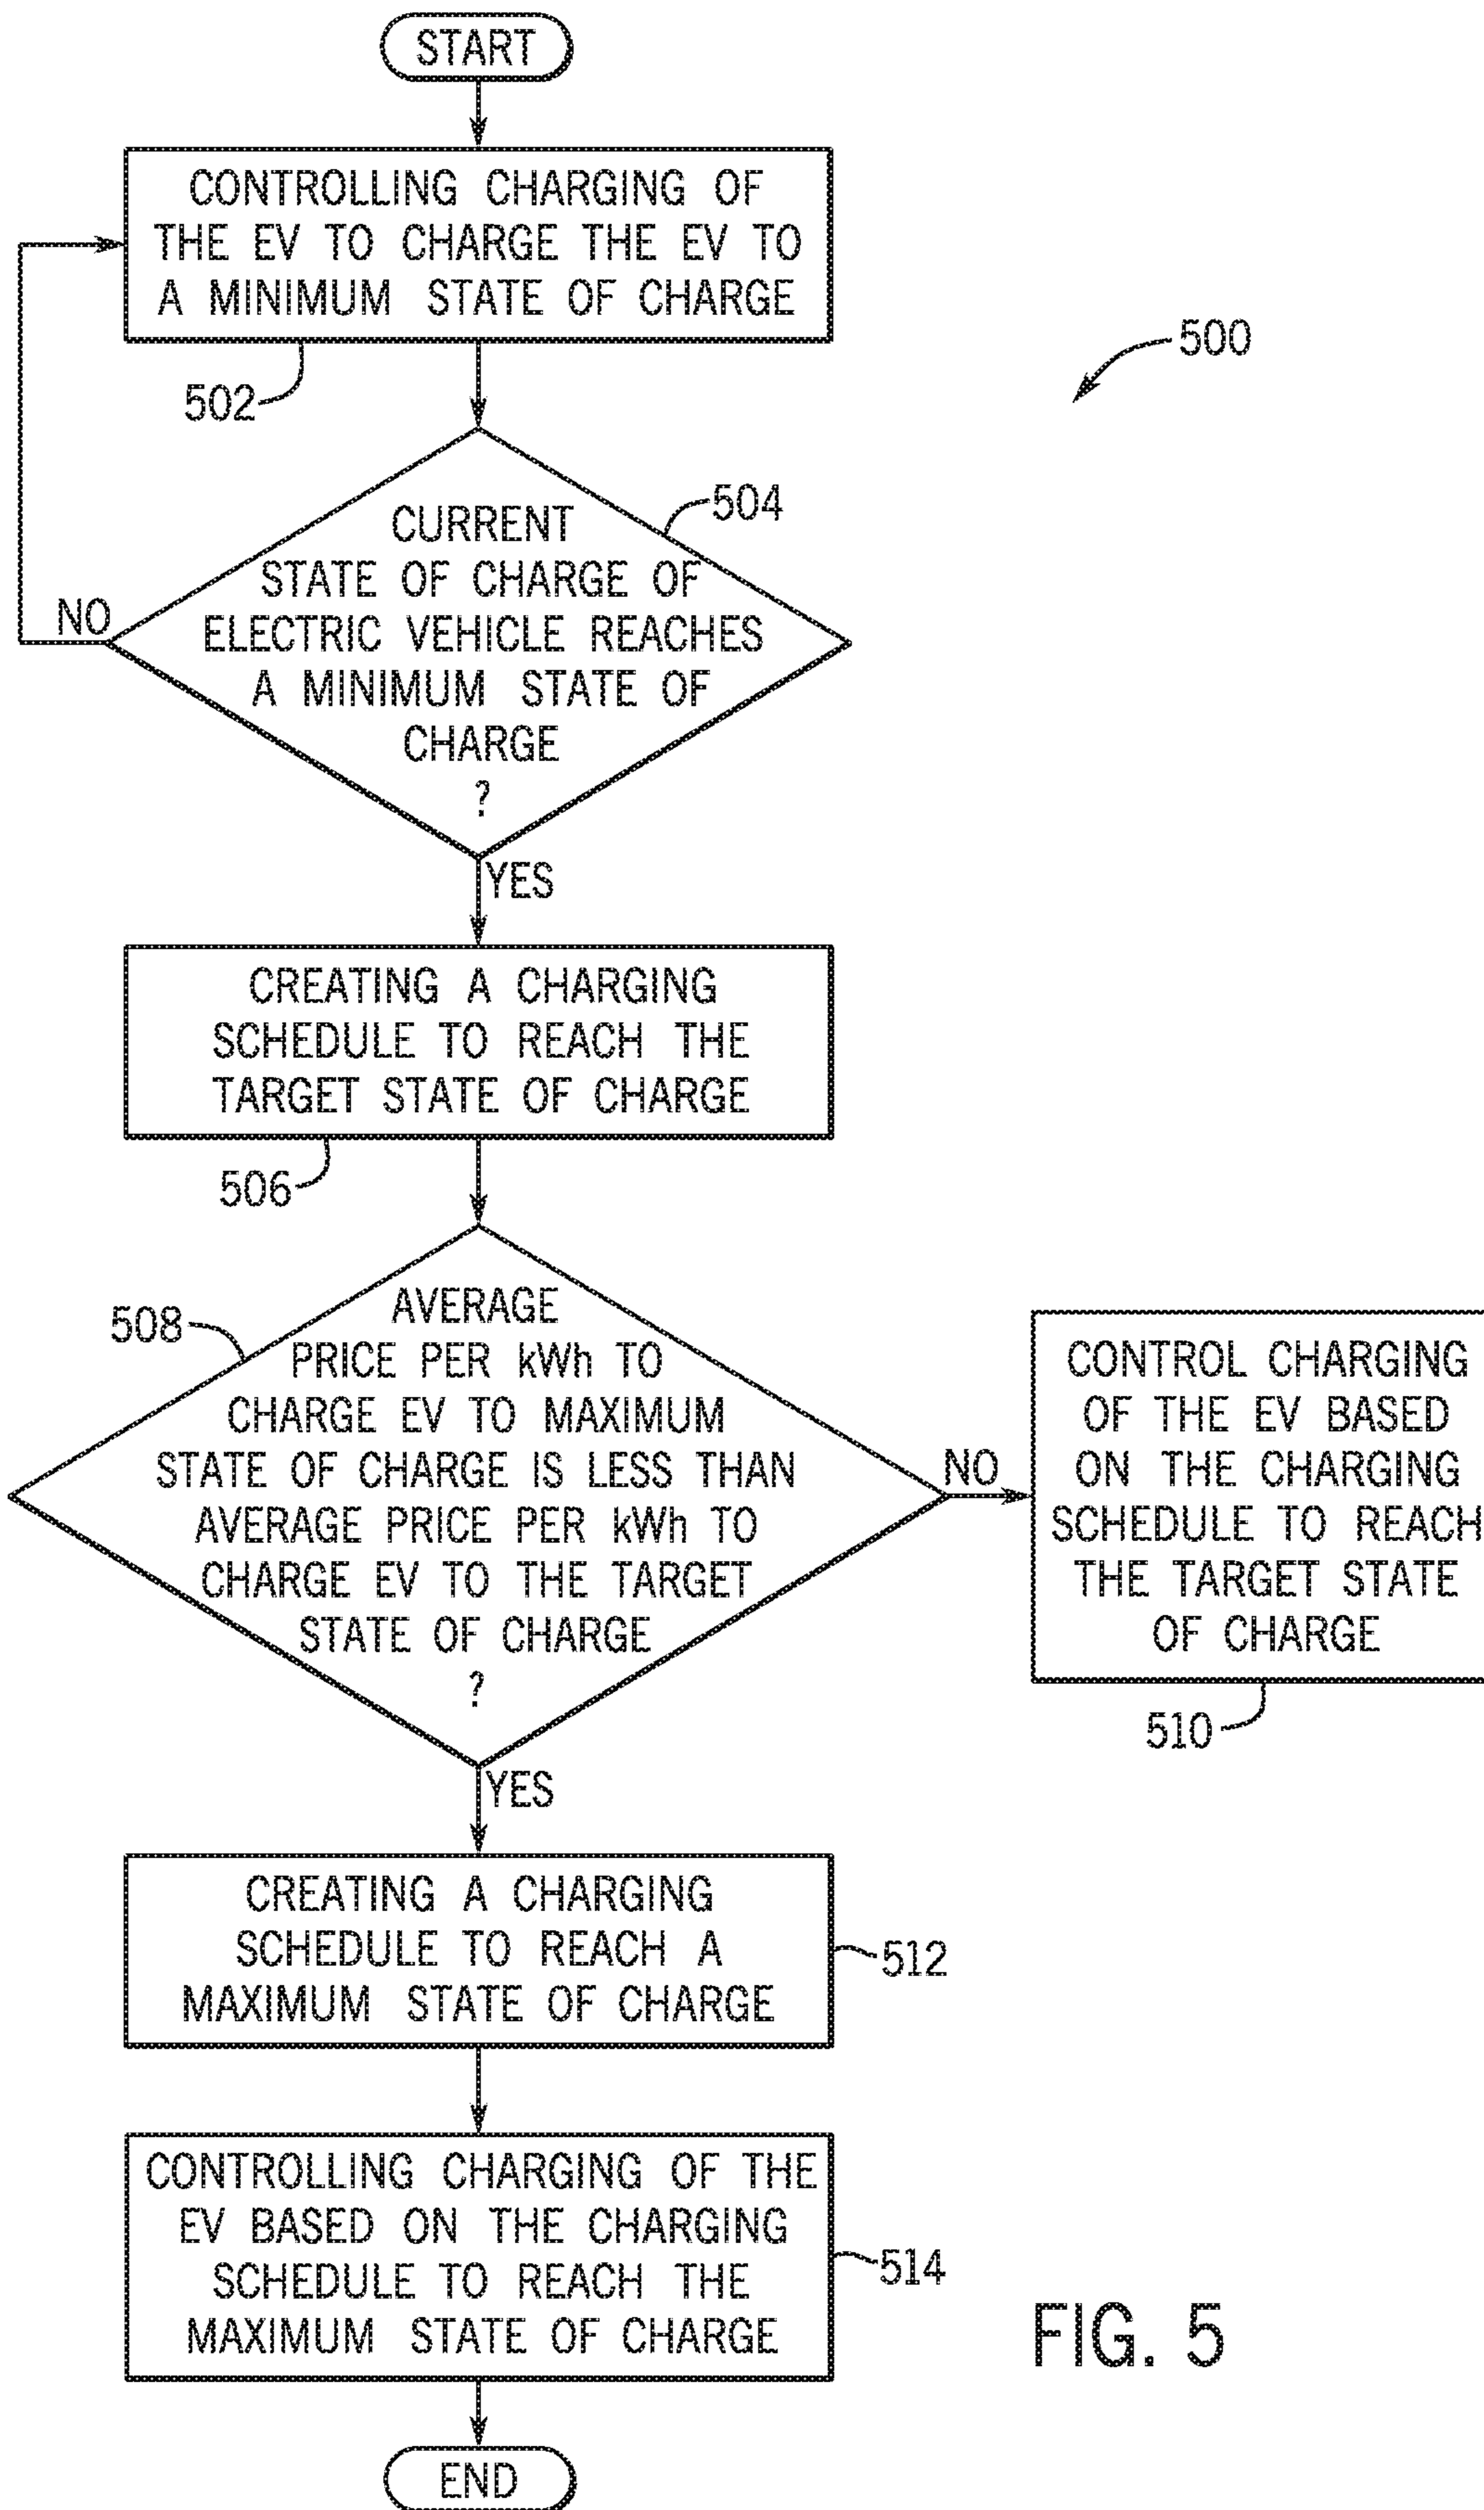 START
CONTROLLING CHARGING OF
THE EV TO CHARGE THE EV TO
A MINIMUM STATE OF CHARGE
500
502
504
CURRENT
STATE OF CHARGE OF
ELECTRIC VEHICLE REACHES
A MINIMUM STATE OF
CHARGE
?
NO
YES
CREATING A CHARGING
SCHEDULE TO REACH THE
TARGET STATE OF CHARGE
506
508
AVERAGE
PRICE PER kWh TO
CHARGE EV TO MAXIMUM
STATE OF CHARGE IS LESS THAN
AVERAGE PRICE PER kWh TO
CHARGE EV TO THE TARGET
STATE OF CHARGE
?
NO
CONTROL CHARGING
OF THE EV BASED
ON THE CHARGING
SCHEDULE TO REACH
THE TARGET STATE
OF CHARGE
510
YES
CREATING A CHARGING
SCHEDULE TO REACH A
MAXIMUM STATE OF CHARGE
512
CONTROLLING CHARGING OF THE
EV BASED ON THE CHARGING
SCHEDULE TO REACH THE
MAXIMUM STATE OF CHARGE
514
END
FIG. 5